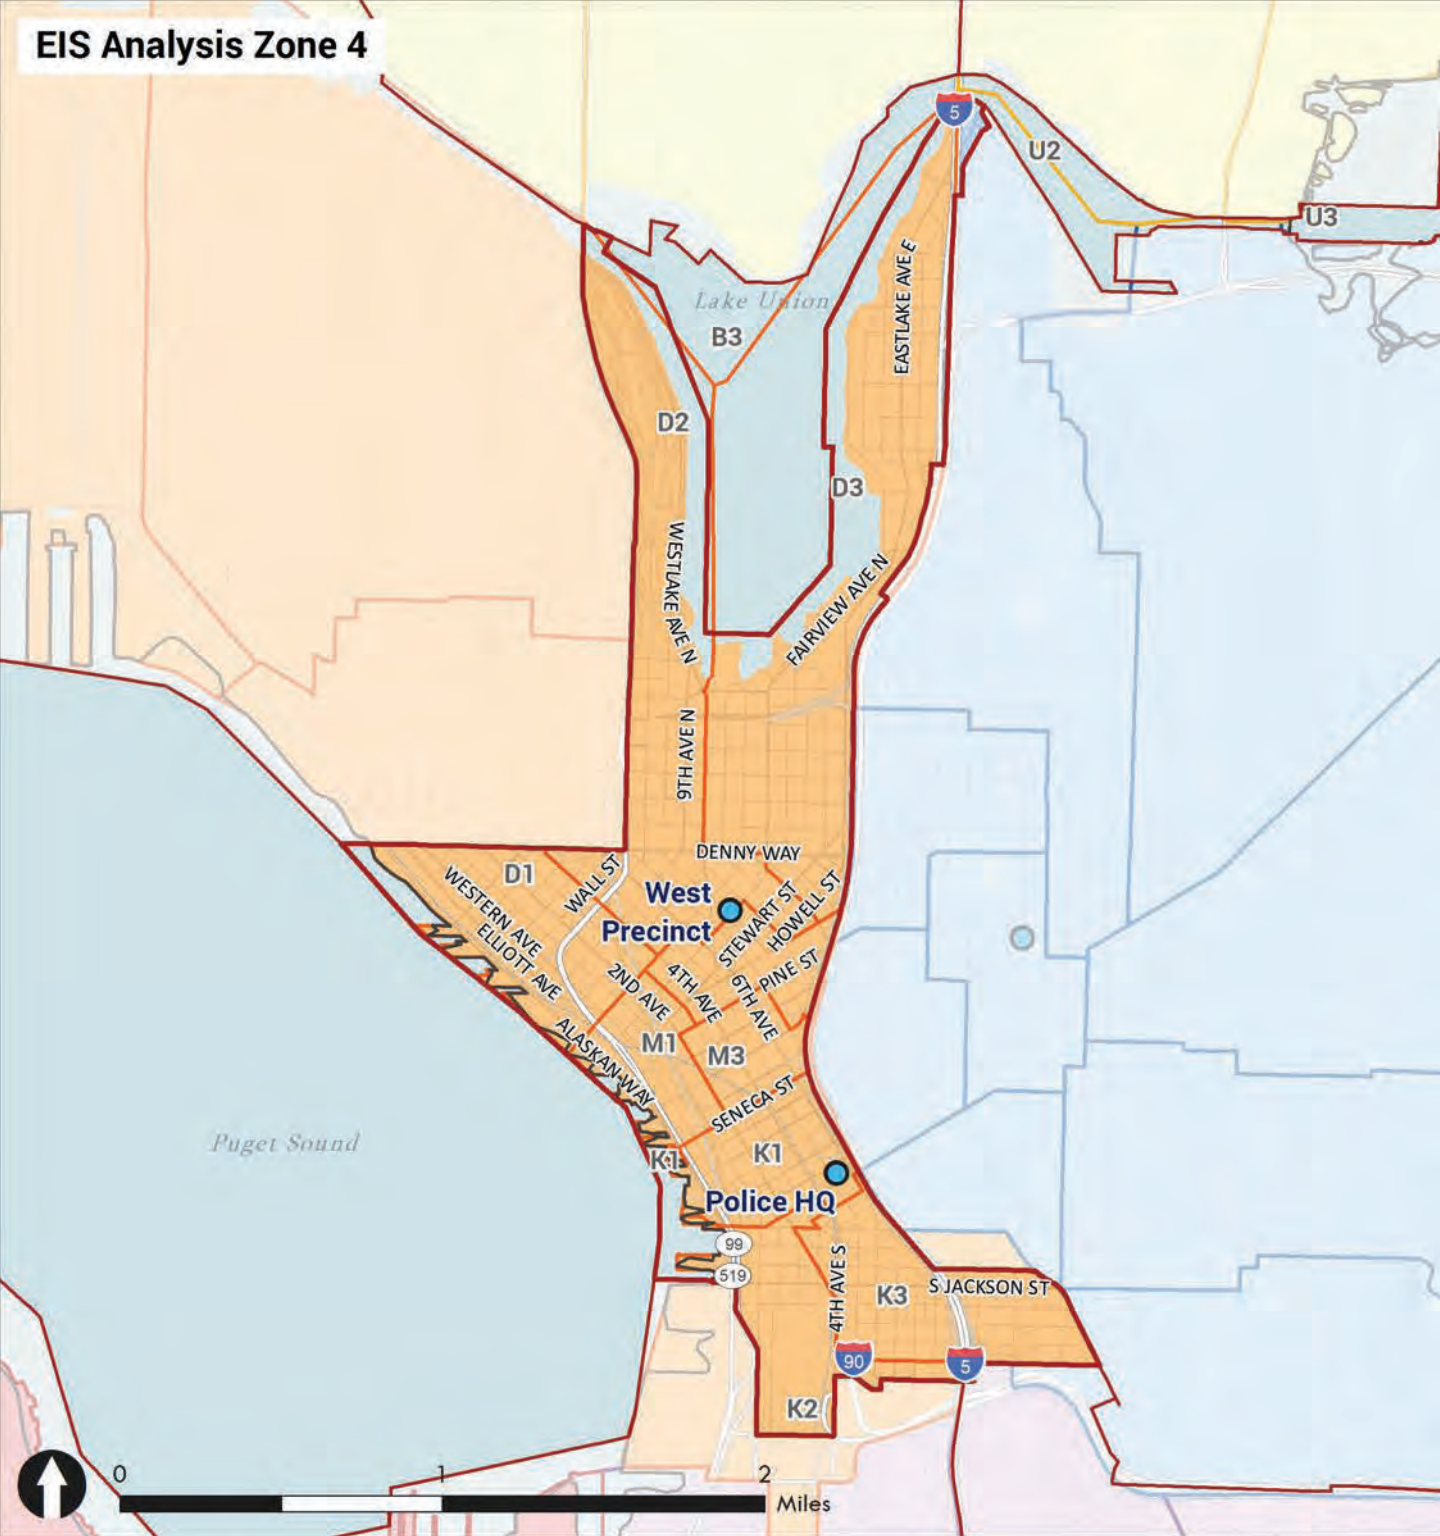 EIS Analysis Zone 4
5
U2
U3
EASTLAKE AVE E
Lake Union
B3
D2
D3
WESTLAKE AVE N
FAIRVIEW AVE N
9TH AVE N
DENNY WAY
D1
WALL ST
West
Precinct
WESTERN AVE
ELLIOTT AVE
STEWART ST
HOWELL ST
PINE ST
2ND AVE
4TH AVE
6TH AVE
ALASKAN WAY
M1
M3
SENECA ST
Puget Sound
K1
K1
Police HQ
99
519
4TH AVE S
K3
S JACKSON ST
90
5
K2
0 1 2
Miles